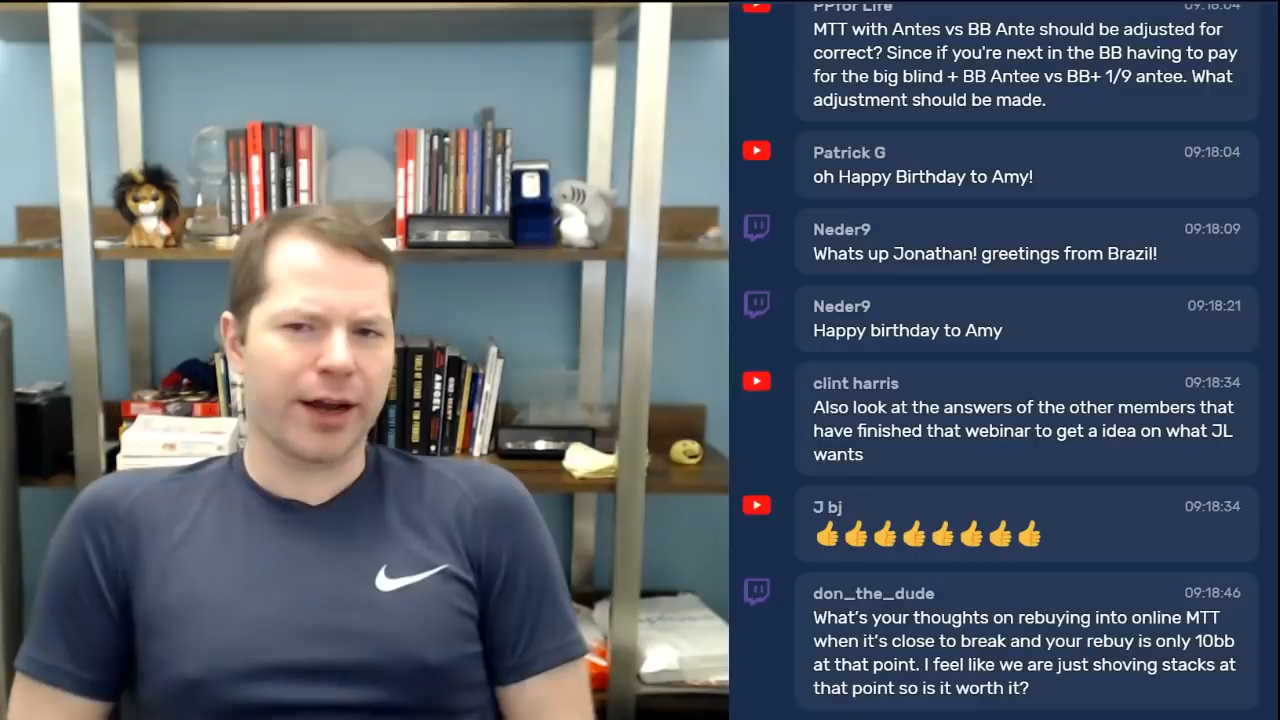 PPfor Life 09:18:04
MTT with Antes vs BB Ante should be adjusted for
correct? Since if you're next in the BB having to pay
for the big blind + BB Antee vs BB+ 1/9 antee. What
adjustment should be made.
Patrick G 09:18:04
oh Happy Birthday to Amy!
Neder9 09:18:09
Whats up Jonathan! greetings from Brazil!
Neder9 09:18:21
Happy birthday to Amy
clint harris 09:18:34
Also look at the answers of the other members that
have finished that webinar to get a idea on what JL
wants
J bj 09:18:34
👍👍👍👍👍👍👍👍
don_the_dude 09:18:46
What's your thoughts on rebuying into online MTT
when it's close to break and your rebuy is only 10bb
at that point. I feel like we are just shoving stacks at
that point so is it worth it?
ANGEL